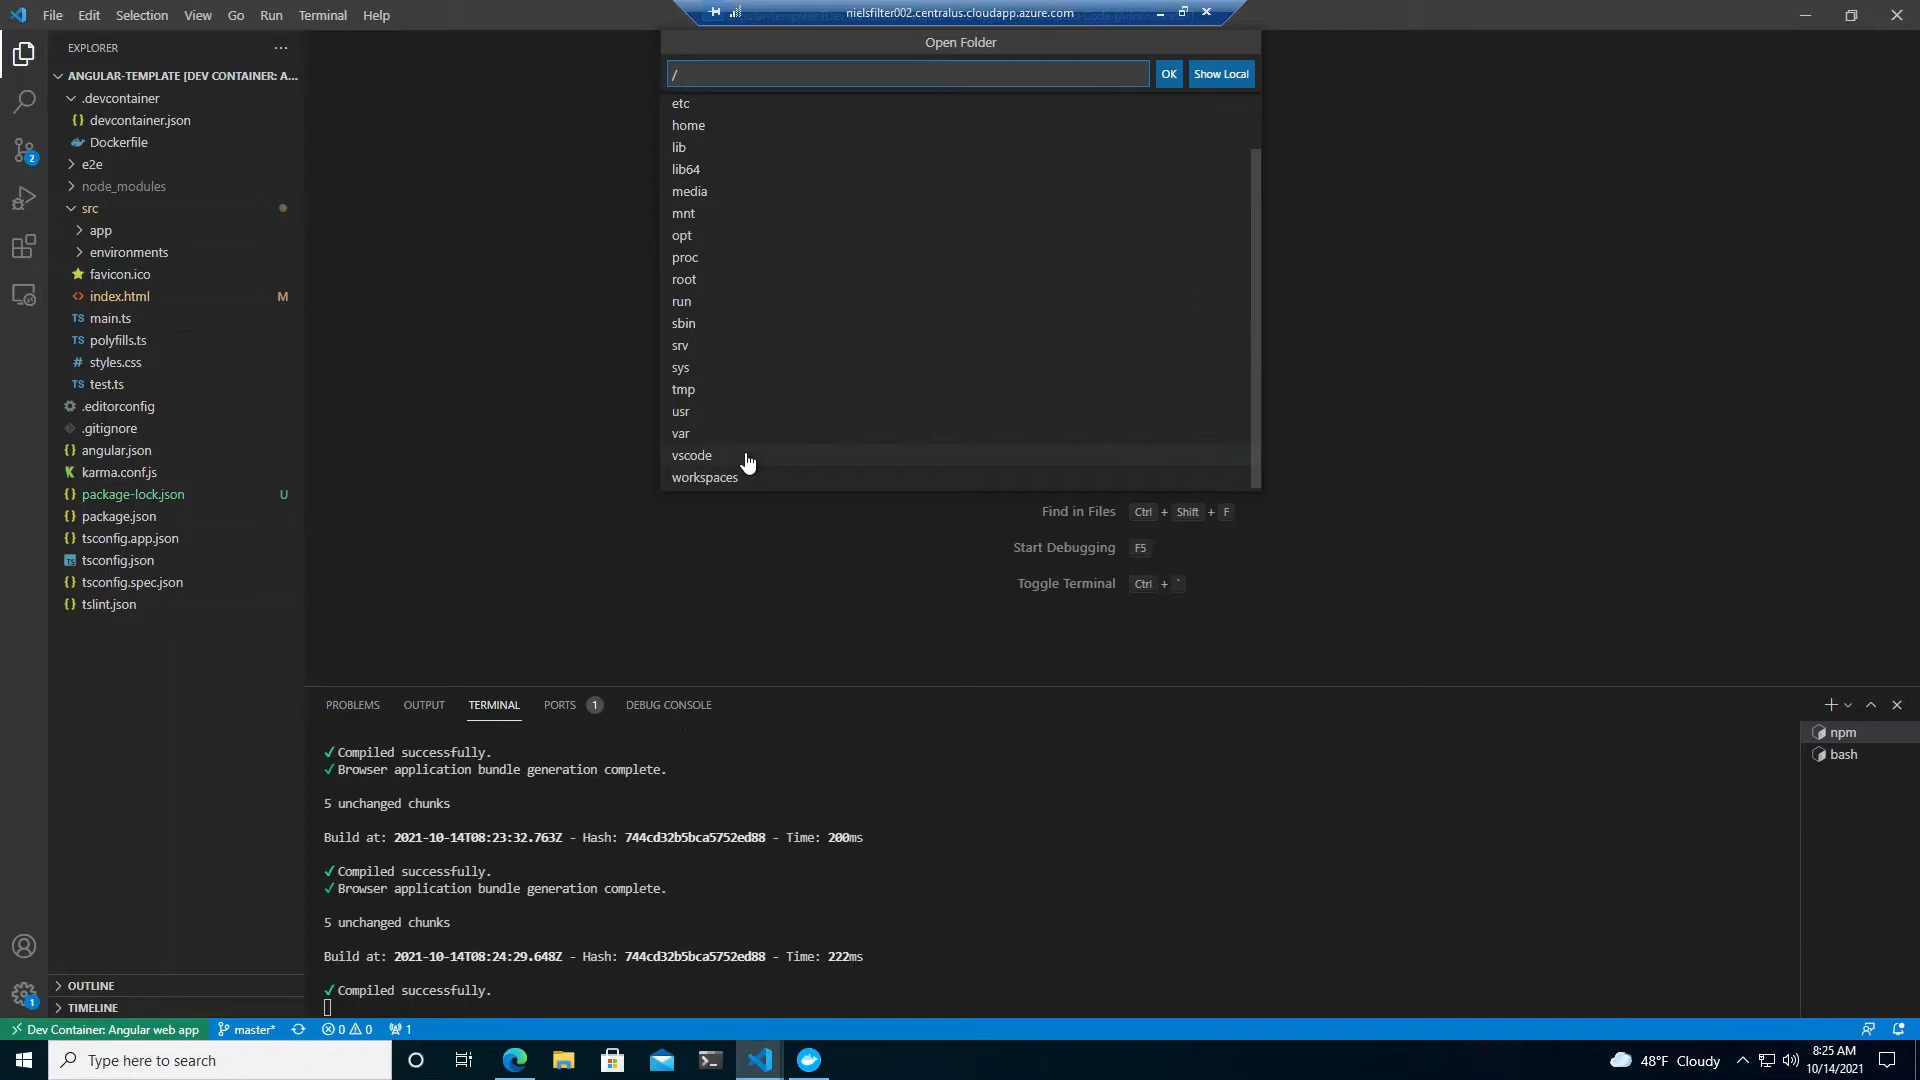 File Edit Selection View Go Run Terminal Help
nielsfilter002.centralus.cloudapp.azure.com
EXPLORER
ANGULAR-TEMPLATE [DEV CONTAINER: A...
.devcontainer
devcontainer.json
Dockerfile
e2e
node_modules
src
app
environments
favicon.ico
index.html M
main.ts
polyfills.ts
styles.css
test.ts
.editorconfig
.gitignore
angular.json
karma.conf.js
package-lock.json U
package.json
tsconfig.app.json
tsconfig.json
tsconfig.spec.json
tslint.json
OUTLINE
TIMELINE
2
1
Open Folder
/
OK
Show Local
etc
home
lib
lib64
media
mnt
opt
proc
root
run
sbin
srv
sys
tmp
usr
var
vscode
workspaces
Find in Files Ctrl + Shift + F
Start Debugging F5
Toggle Terminal Ctrl + `
PROBLEMS OUTPUT TERMINAL PORTS 1 DEBUG CONSOLE
✓ Compiled successfully.
✓ Browser application bundle generation complete.
5 unchanged chunks
Build at: 2021-10-14T08:23:32.763Z - Hash: 744cd32b5bca5752ed88 - Time: 200ms
✓ Compiled successfully.
✓ Browser application bundle generation complete.
5 unchanged chunks
Build at: 2021-10-14T08:24:29.648Z - Hash: 744cd32b5bca5752ed88 - Time: 222ms
✓ Compiled successfully.
npm
bash
Dev Container: Angular web app master* 0 0 1
Type here to search
48°F Cloudy
8:25 AM
10/14/2021